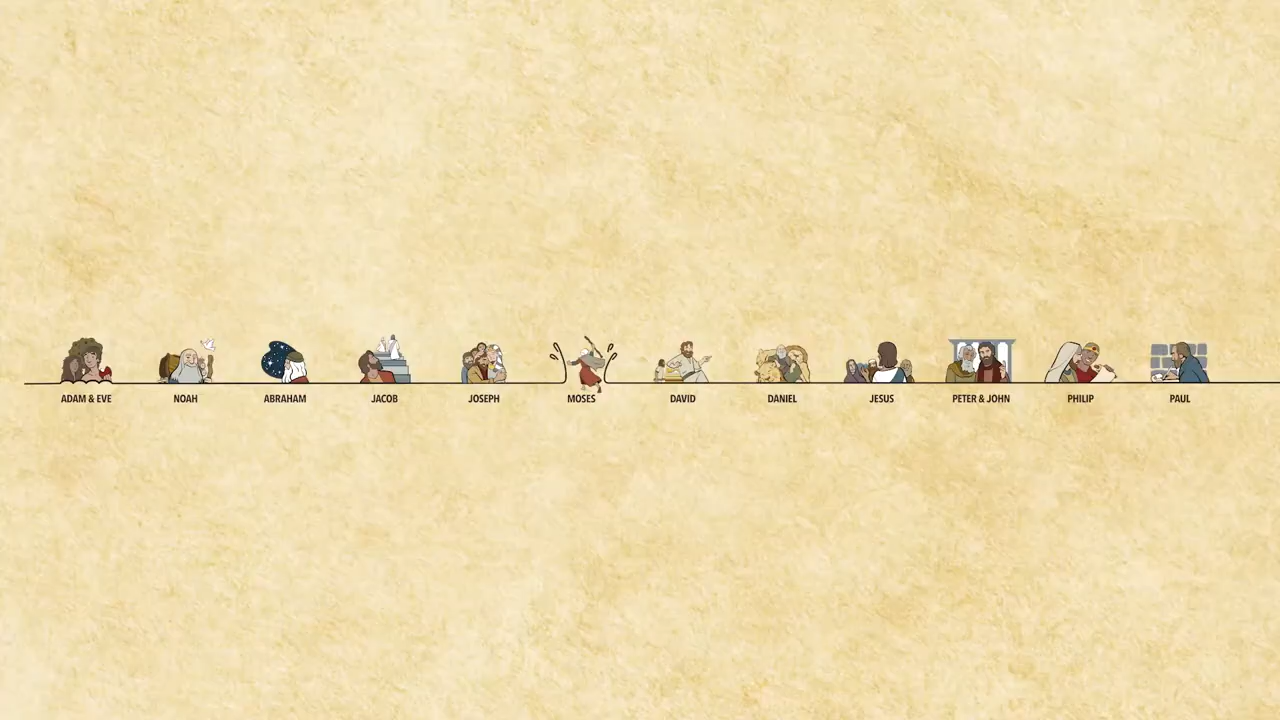 ADAM & EVE
NOAH
ABRAHAM
JACOB
JOSEPH
MOSES
DAVID
DANIEL
JESUS
PETER & JOHN
PHILIP
PAUL